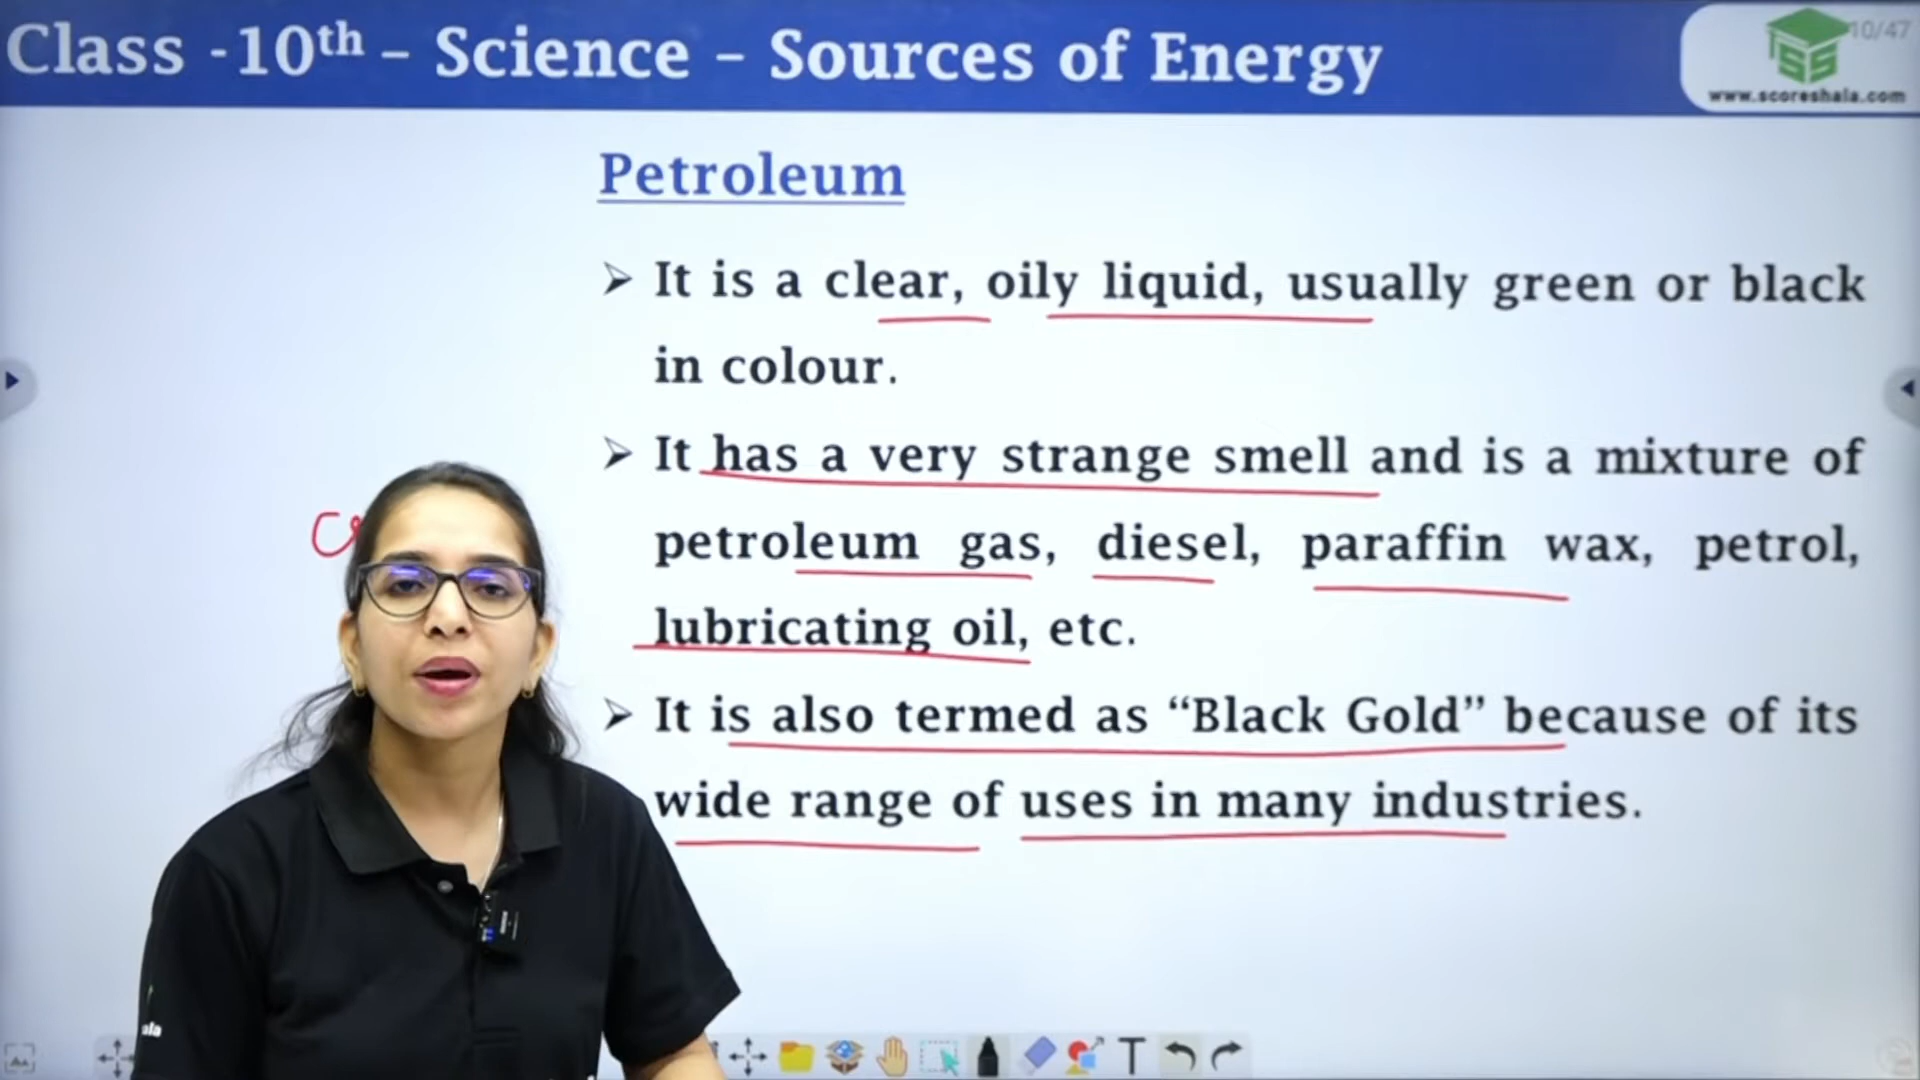 Class -10th – Science – Sources of Energy
10/47
SS
www.scoreshala.com
Petroleum
➢ It is a clear, oily liquid, usually green or black
in colour.
➢ It has a very strange smell and is a mixture of
petroleum gas, diesel, paraffin wax, petrol,
lubricating oil, etc.
➢ It is also termed as “Black Gold” because of its
wide range of uses in many industries.
ala
T